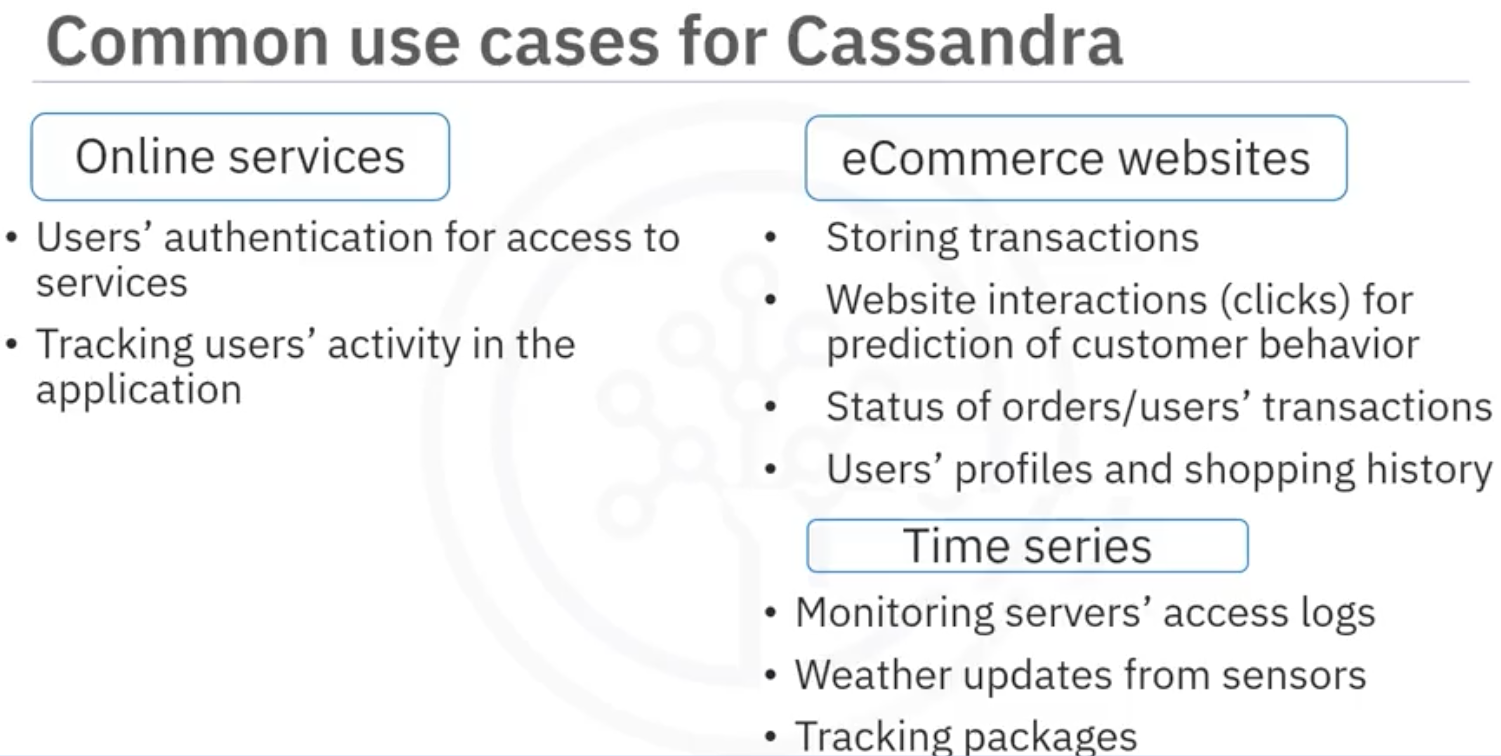 Common use cases for Cassandra
Online services
• Users’ authentication for access to
services
• Tracking users’ activity in the
application
eCommerce websites
• Storing transactions
• Website interactions (clicks) for
prediction of customer behavior
• Status of orders/users’ transactions
• Users’ profiles and shopping history
Time series
• Monitoring servers’ access logs
• Weather updates from sensors
• Tracking packages